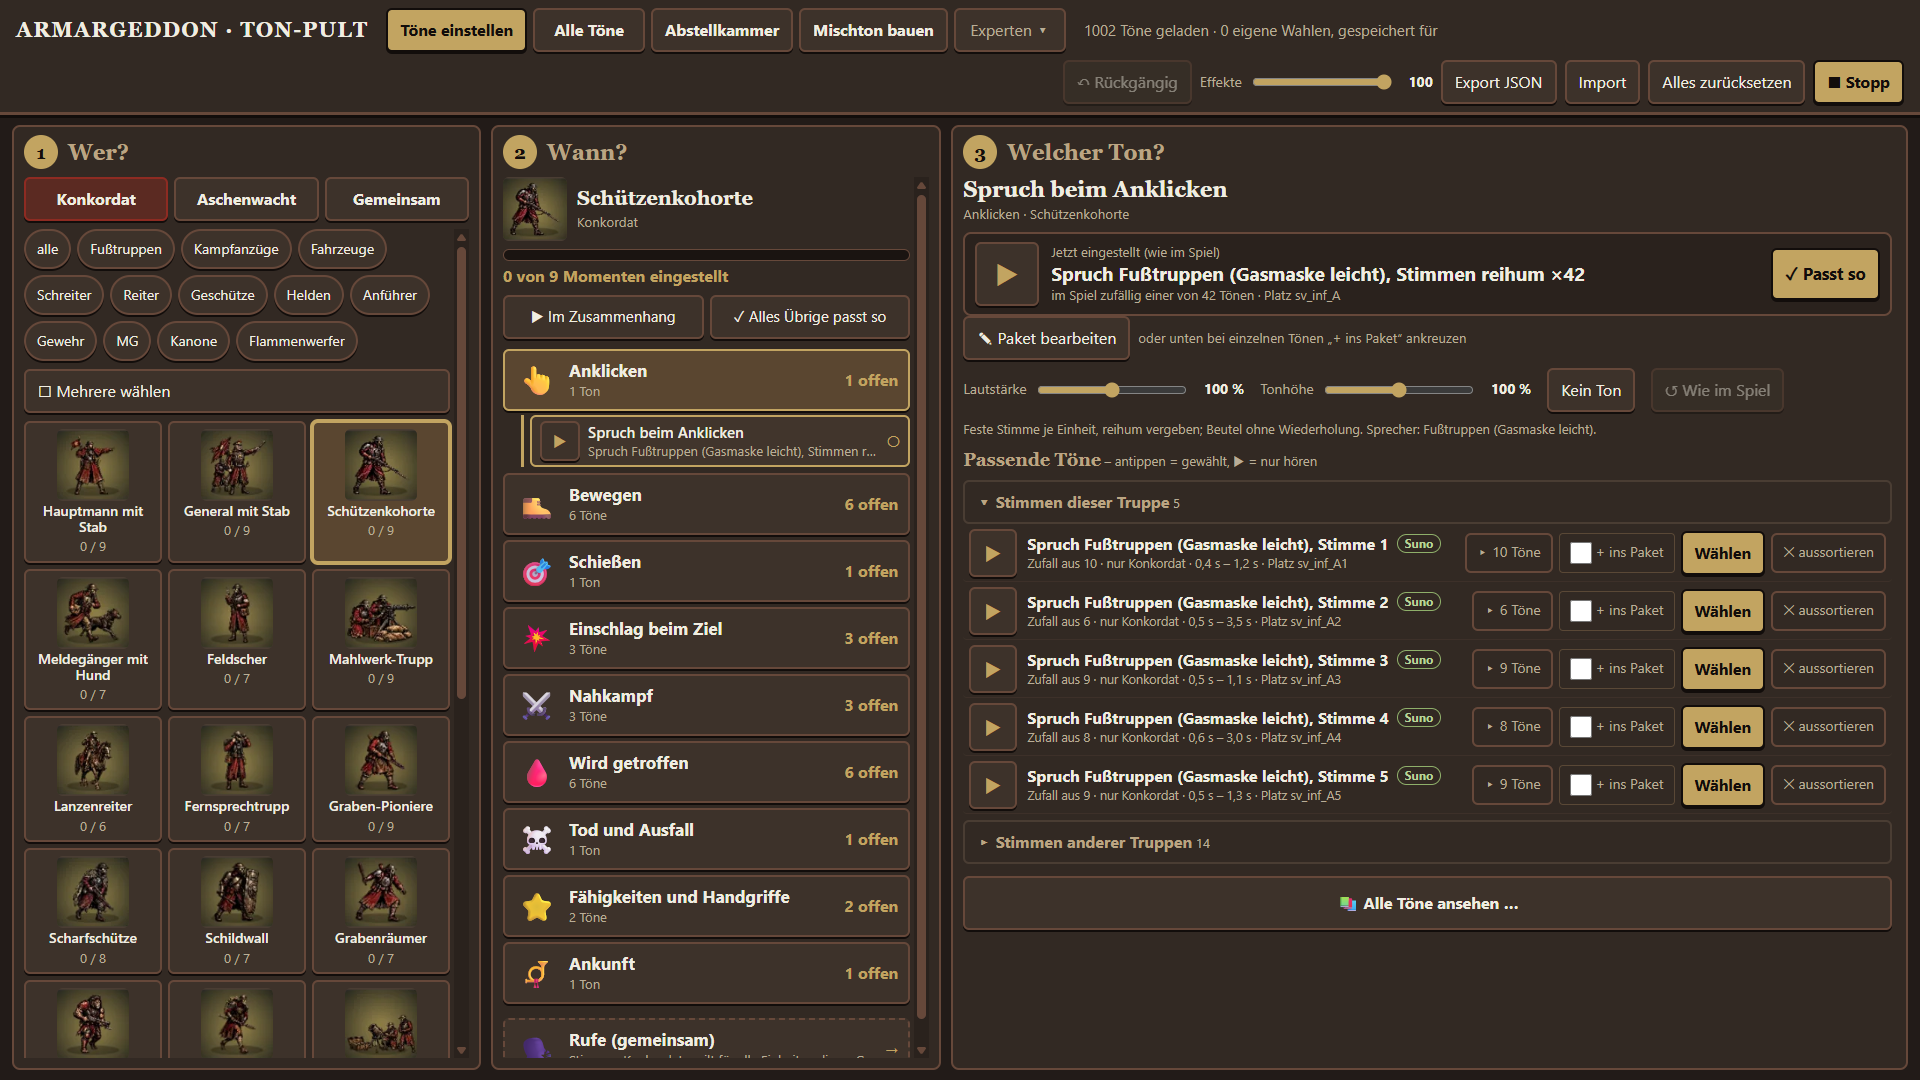 ARMARGEDDON · TON-PULT
Töne einstellen
Alle Töne
Abstellkammer
Mischton bauen
Experten ▾
1002 Töne geladen · 0 eigene Wahlen, gespeichert für
↶ Rückgängig
Effekte
100
Export JSON
Import
Alles zurücksetzen
■ Stopp
1 Wer?
Konkordat
Aschenwacht
Gemeinsam
alle
Fußtruppen
Kampfanzüge
Fahrzeuge
Schreiter
Reiter
Geschütze
Helden
Anführer
Gewehr
MG
Kanone
Flammenwerfer
☐ Mehrere wählen
Hauptmann mit Stab
0 / 9
General mit Stab
0 / 9
Schützenkohorte
0 / 9
Meldegänger mit Hund
0 / 7
Feldscher
0 / 7
Mahlwerk-Trupp
0 / 9
Lanzenreiter
0 / 6
Fernsprechtrupp
0 / 7
Graben-Pioniere
0 / 9
Scharfschütze
0 / 8
Schildwall
0 / 7
Grabenräumer
0 / 7
2 Wann?
Schützenkohorte
Konkordat
0 von 9 Momenten eingestellt
▶ Im Zusammenhang
✓ Alles Übrige passt so
Anklicken
1 Ton
1 offen
Spruch beim Anklicken
Spruch Fußtruppen (Gasmaske leicht), Stimmen r...
Bewegen
6 Töne
6 offen
Schießen
1 Ton
1 offen
Einschlag beim Ziel
3 Töne
3 offen
Nahkampf
3 Töne
3 offen
Wird getroffen
6 Töne
6 offen
Tod und Ausfall
1 Ton
1 offen
Fähigkeiten und Handgriffe
2 Töne
2 offen
Ankunft
1 Ton
1 offen
Rufe (gemeinsam)
→
3 Welcher Ton?
Spruch beim Anklicken
Anklicken · Schützenkohorte
Jetzt eingestellt (wie im Spiel)
Spruch Fußtruppen (Gasmaske leicht), Stimmen reihum ×42
im Spiel zufällig einer von 42 Tönen · Platz sv_inf_A
✓ Passt so
✎ Paket bearbeiten
oder unten bei einzelnen Tönen „+ ins Paket“ ankreuzen
Lautstärke
100 %
Tonhöhe
100 %
Kein Ton
↺ Wie im Spiel
Feste Stimme je Einheit, reihum vergeben; Beutel ohne Wiederholung. Sprecher: Fußtruppen (Gasmaske leicht).
Passende Töne – antippen = gewählt, ▶ = nur hören
▾ Stimmen dieser Truppe 5
Spruch Fußtruppen (Gasmaske leicht), Stimme 1 Suno
Zufall aus 10 · nur Konkordat · 0,4 s – 1,2 s · Platz sv_inf_A1
▸ 10 Töne
+ ins Paket
Wählen
✕ aussortieren
Spruch Fußtruppen (Gasmaske leicht), Stimme 2 Suno
Zufall aus 6 · nur Konkordat · 0,5 s – 3,5 s · Platz sv_inf_A2
▸ 6 Töne
+ ins Paket
Wählen
✕ aussortieren
Spruch Fußtruppen (Gasmaske leicht), Stimme 3 Suno
Zufall aus 9 · nur Konkordat · 0,5 s – 1,1 s · Platz sv_inf_A3
▸ 9 Töne
+ ins Paket
Wählen
✕ aussortieren
Spruch Fußtruppen (Gasmaske leicht), Stimme 4 Suno
Zufall aus 8 · nur Konkordat · 0,6 s – 3,0 s · Platz sv_inf_A4
▸ 8 Töne
+ ins Paket
Wählen
✕ aussortieren
Spruch Fußtruppen (Gasmaske leicht), Stimme 5 Suno
Zufall aus 9 · nur Konkordat · 0,5 s – 1,3 s · Platz sv_inf_A5
▸ 9 Töne
+ ins Paket
Wählen
✕ aussortieren
▸ Stimmen anderer Truppen 14
Alle Töne ansehen ...